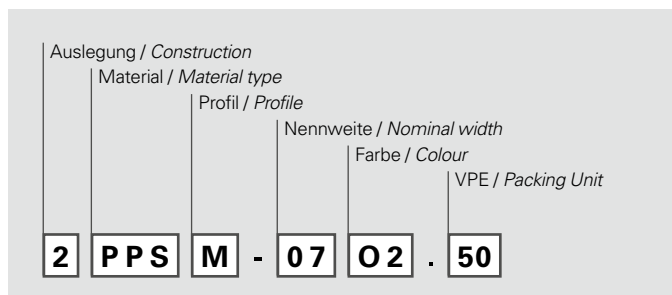 Auslegung / Construction
Material / Material type
Profil / Profile
Nennweite / Nominal width
Farbe / Colour
VPE / Packing Unit
2 PPS M - 07 O2 . 50